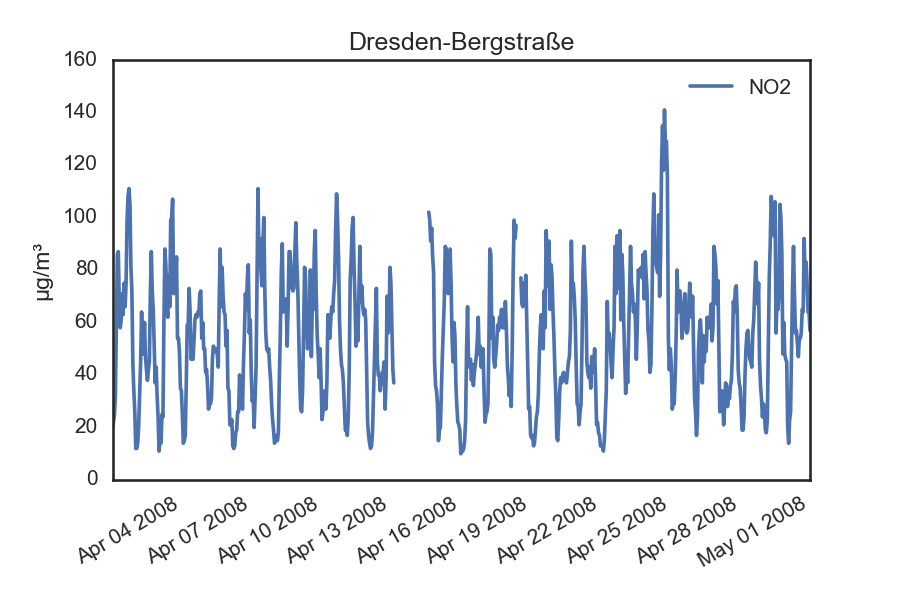 Dresden-Bergstraße
NO2
µg/m³
160
140
120
100
80
60
40
20
0
Apr 04 2008
Apr 07 2008
Apr 10 2008
Apr 13 2008
Apr 16 2008
Apr 19 2008
Apr 22 2008
Apr 25 2008
Apr 28 2008
May 01 2008